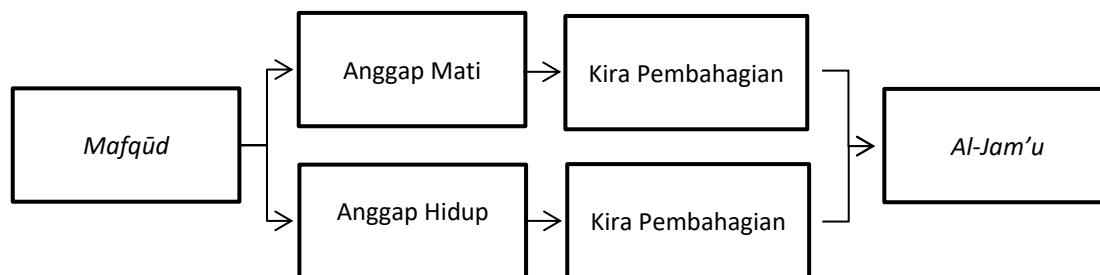 Mafqūd
Anggap Mati
Kira Pembahagian
Anggap Hidup
Kira Pembahagian
Al-Jam’u